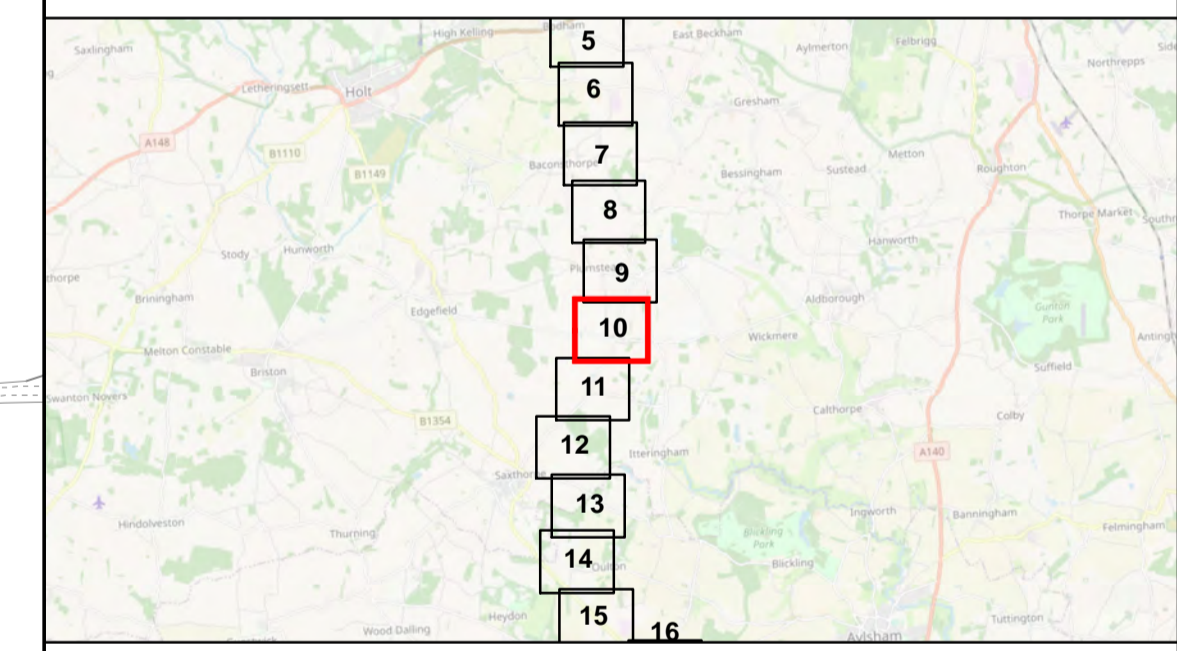 5
Bodham
High Kelling
East Beckham
Aylmerton
Felbrigg
Saxlingham
Northrepps
6
Letheringsett
Holt
Gresham
A148
B1110
7
Baconsthorpe
Metton
B1149
Bessingham
Sustead
Roughton
8
Thorpe Market
Stody
Hunworth
Hanworth
9
Plumstead
Briningham
Edgefield
Aldborough
Gunton
Park
10
Wickmere
Melton Constable
Briston
Suffield
11
Swanton Novers
B1354
Calthorpe
Colby
12
Itteringham
A140
Saxthorpe
13
Hindolveston
Thurning
Ingworth
Banningham
Felmingham
Blickling
Park
14
Oulton
Blickling
15
Heydon
Wood Dalling
16
Aylsham
Tuttington